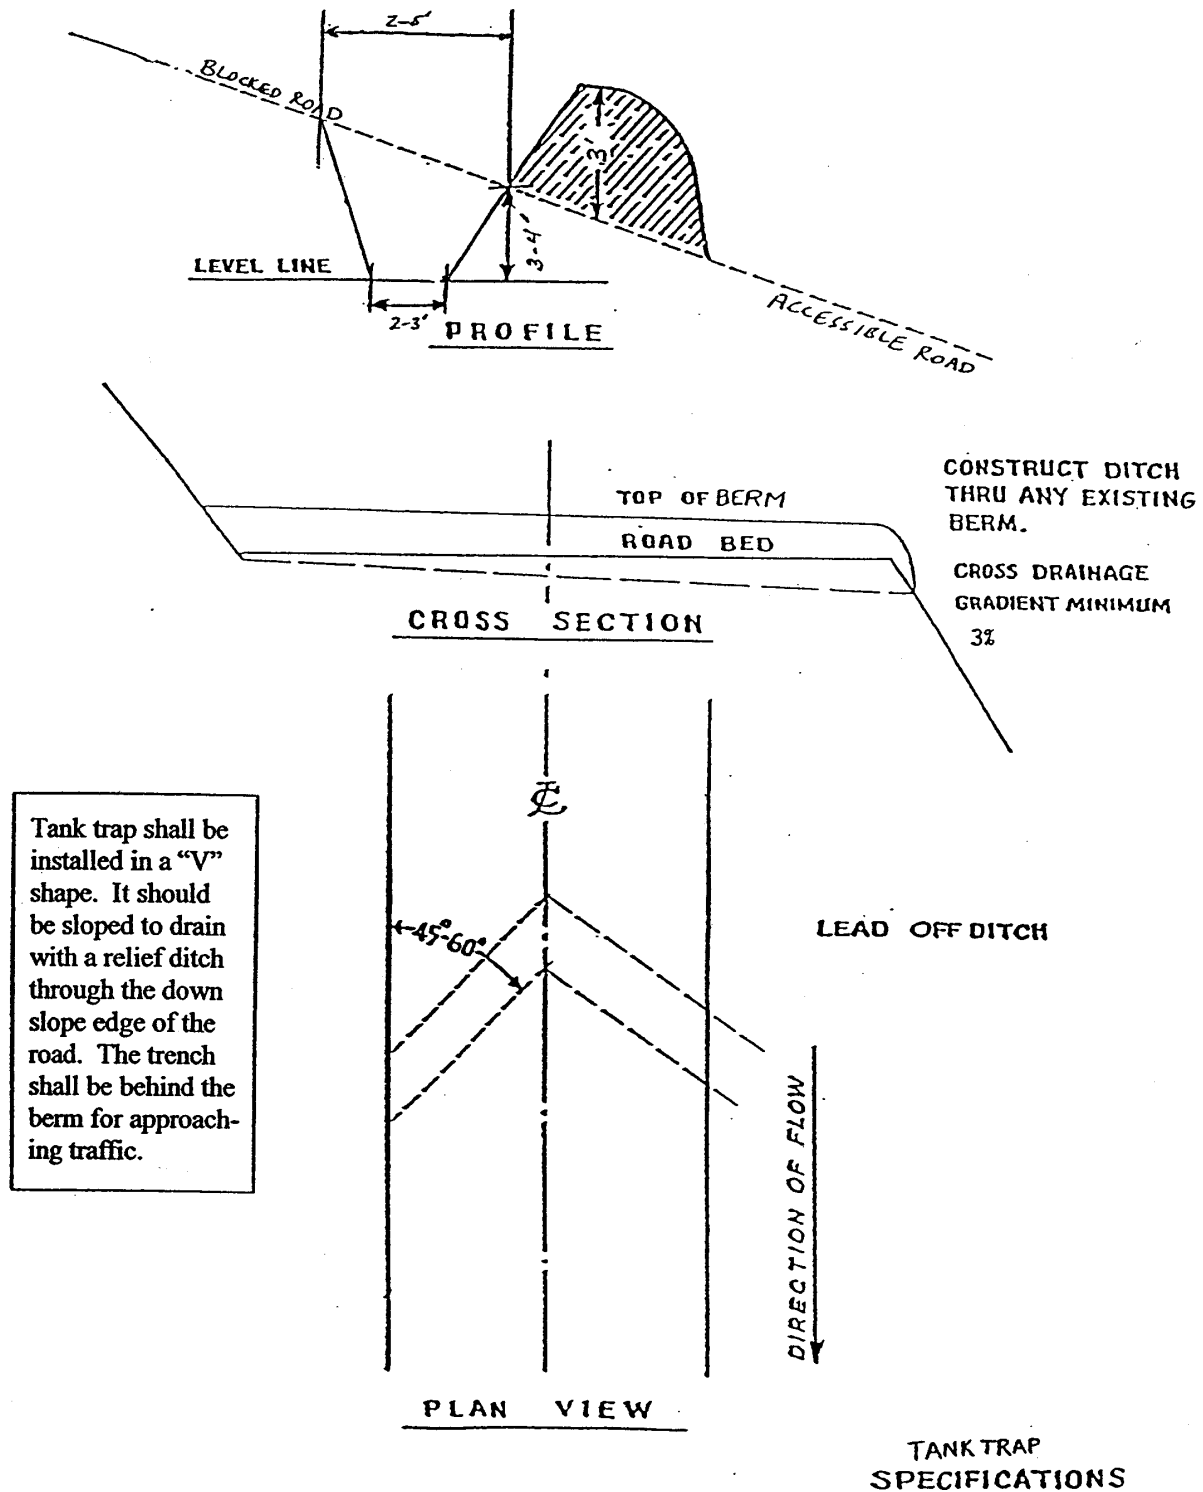 2-5'
BLOCKED ROAD
3'
3-4'
LEVEL LINE
2-3'
PROFILE
ACCESSIBLE ROAD
TOP OF BERM
ROAD BED
CONSTRUCT DITCH
THRU ANY EXISTING
BERM.
CROSS DRAINAGE
GRADIENT MINIMUM
3%
CROSS SECTION
℄
Tank trap shall be
installed in a “V”
shape. It should
be sloped to drain
with a relief ditch
through the down
slope edge of the
road. The trench
shall be behind the
berm for approach-
ing traffic.
45°-60°
LEAD OFF DITCH
DIRECTION OF FLOW
PLAN VIEW
TANK TRAP
SPECIFICATIONS